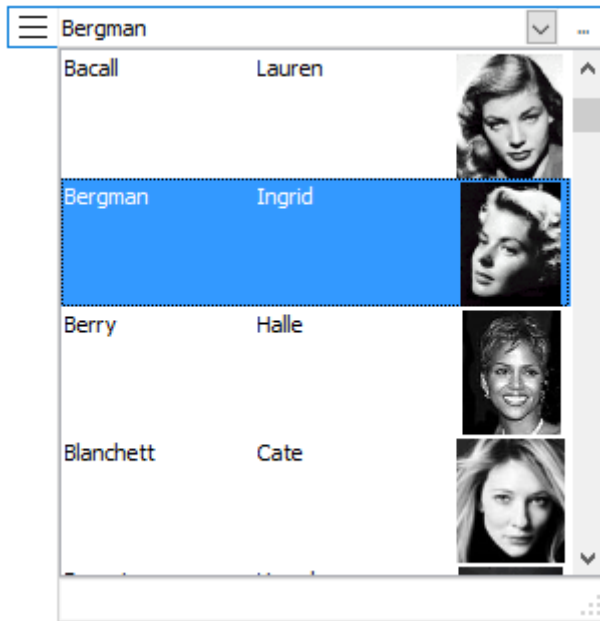 Bergman
Bacall Lauren
Bergman Ingrid
Berry Halle
Blanchett Cate